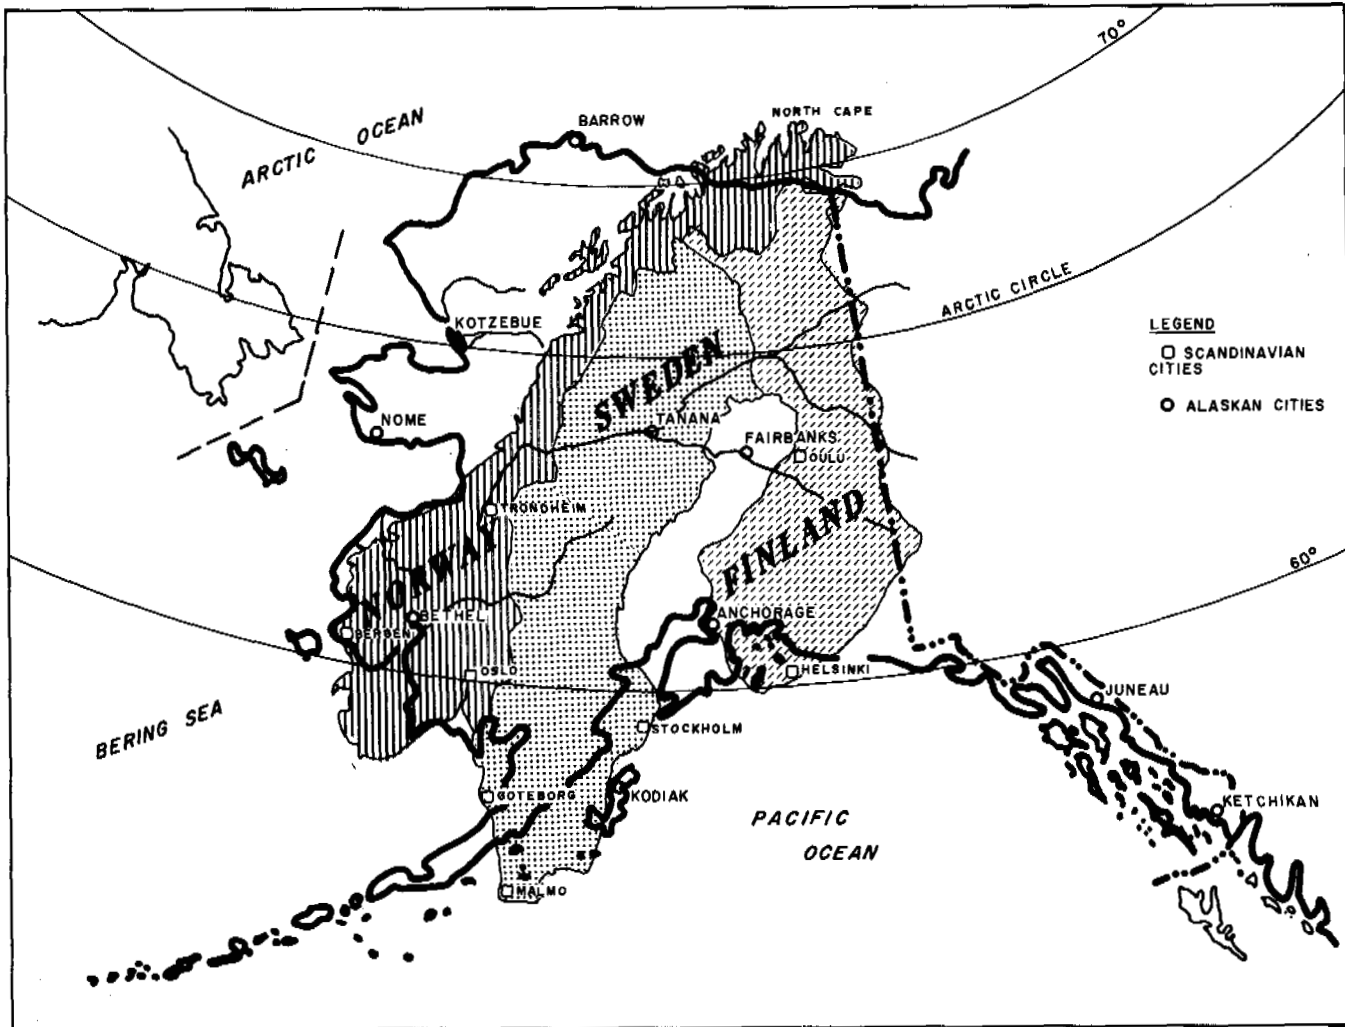 70°
NORTH CAPE
BARROW
ARCTIC OCEAN
ARCTIC CIRCLE
KOTZEBUE
LEGEND
SCANDINAVIAN
CITIES
ALASKAN CITIES
SWEDEN
NOME
TANANA
FAIRBANKS
OULU
TRONDHEIM
NORWAY
FINLAND
60°
BETHEL
ANCHORAGE
BERGEN
OSLO
HELSINKI
JUNEAU
BERING SEA
STOCKHOLM
GOTEBORG
KODIAK
KETCHIKAN
PACIFIC
OCEAN
MALMO